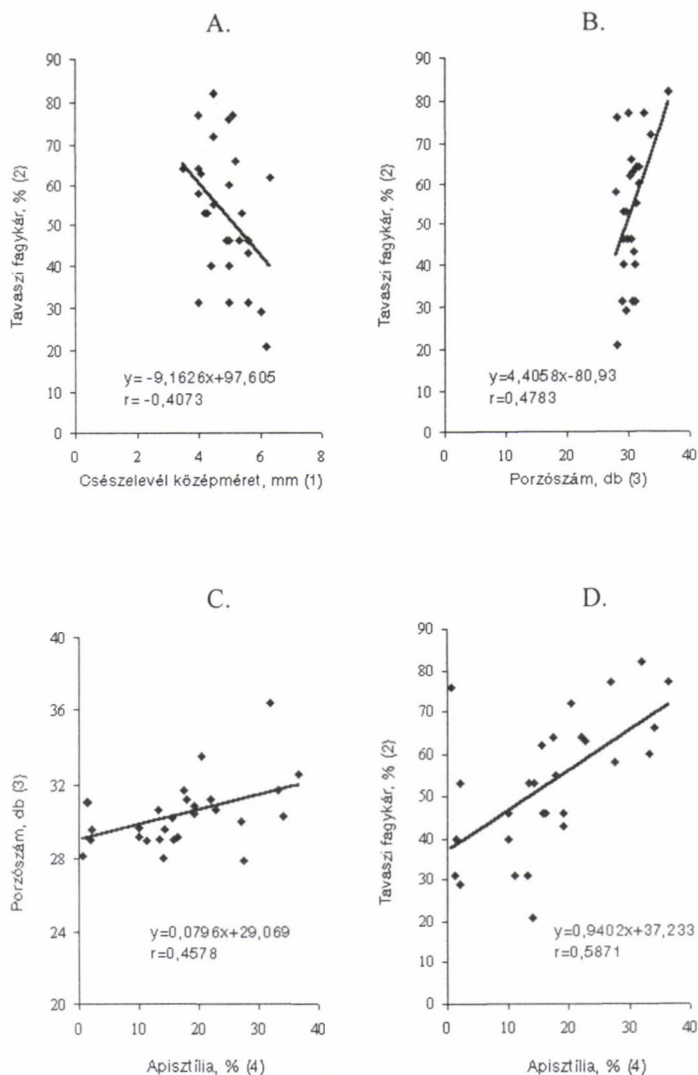 A.
90
80
70
60
50
40
30
20
10
0
Tavaszi fagykár, % (2)
y= -9,1626x+97,605
r= -0,4073
0 2 4 6 8
Csészelevél középméret, mm (1)
B.
90
80
70
60
50
40
30
20
10
0
Tavaszi fagykár, % (2)
y=4,4058x-80,93
r=0,4783
0 10 20 30 40
Porzószám, db (3)
C.
40
36
32
28
24
20
Porzószám, db (3)
y=0,0796x+29,069
r=0,4578
0 10 20 30 40
Apisztília, % (4)
D.
90
80
70
60
50
40
30
20
10
0
Tavaszi fagykár, % (2)
y=0,9402x+37,233
r=0,5871
0 10 20 30 40
Apisztília, % (4)